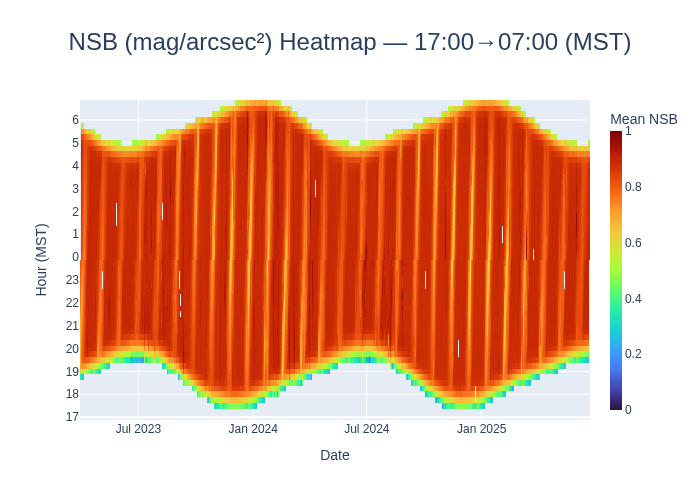 NSB (mag/arcsec²) Heatmap — 17:00→07:00 (MST)
Mean NSB
1
0.8
0.6
0.4
0.2
0
Hour (MST)
6
5
4
3
2
1
0
23
22
21
20
19
18
17
Jul 2023
Jan 2024
Jul 2024
Jan 2025
Date